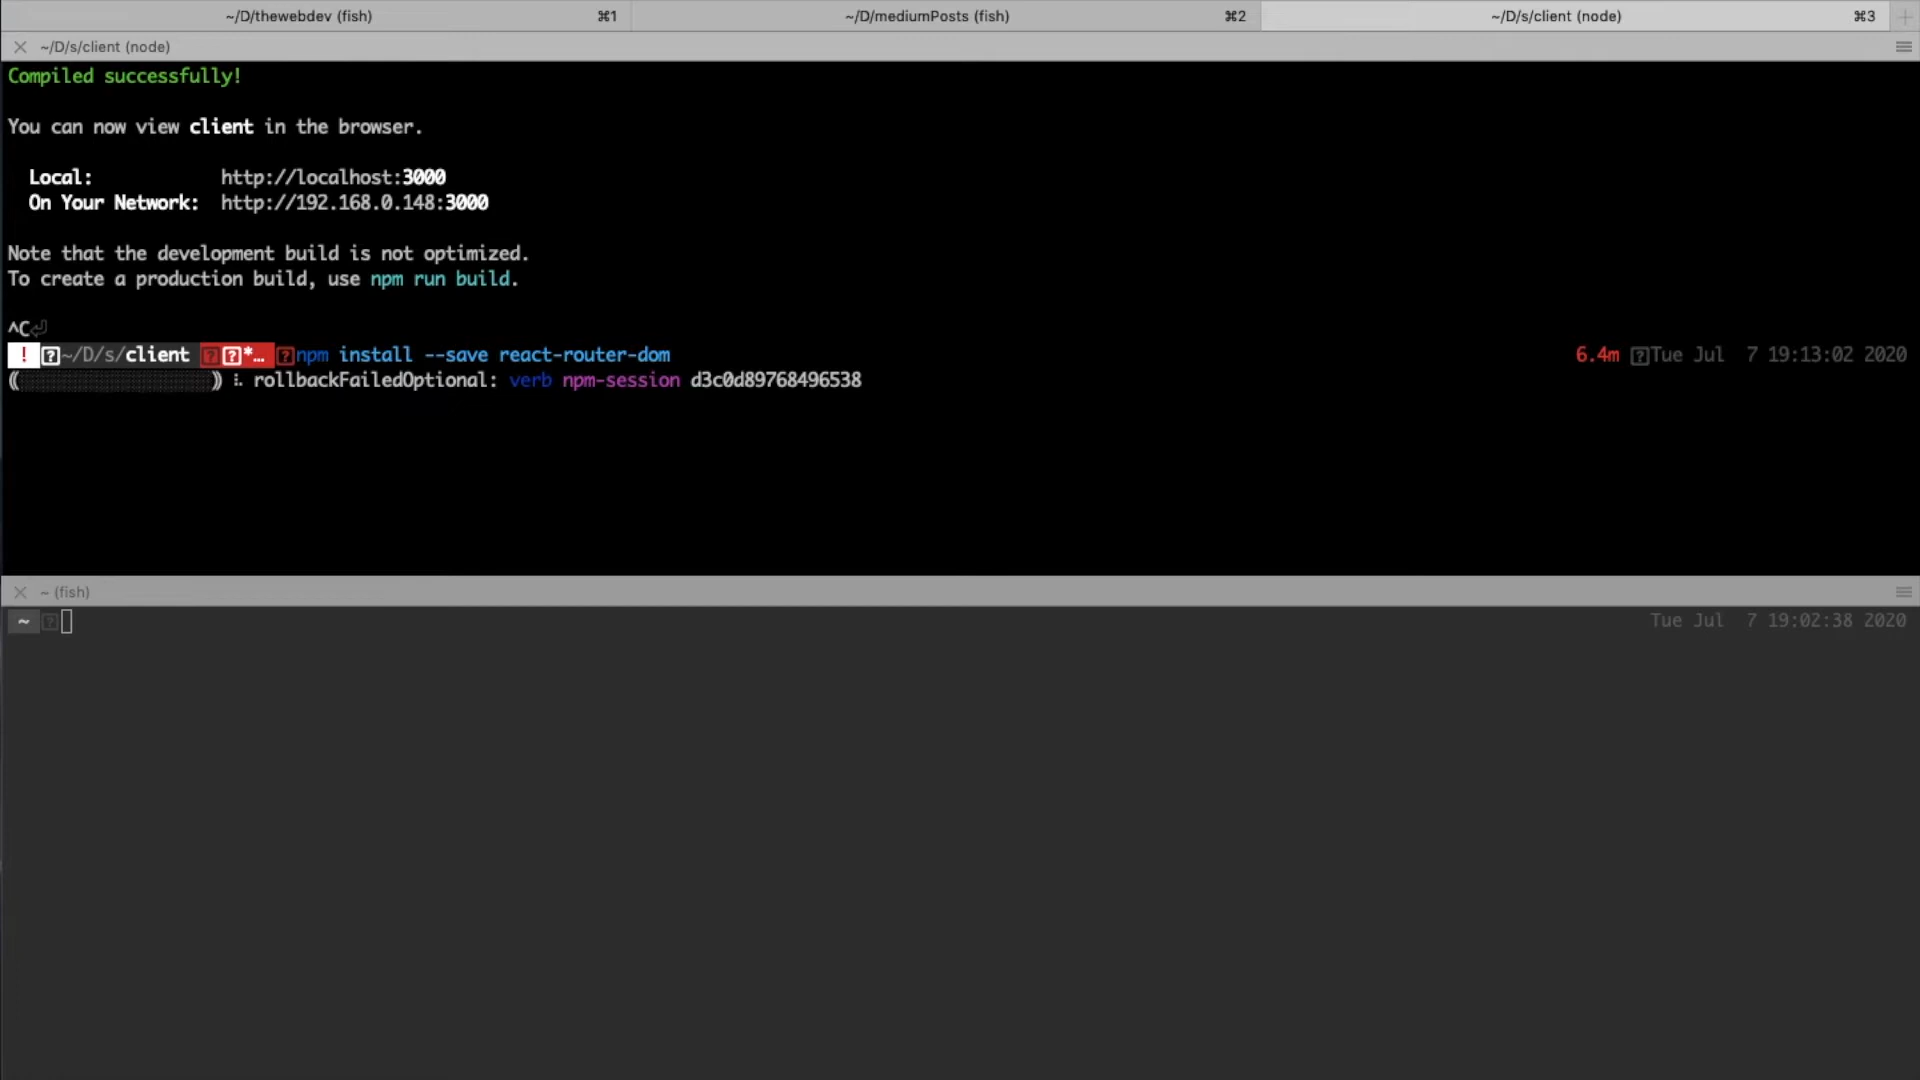 ~/D/thewebdev (fish) ⌘1 ~/D/mediumPosts (fish) ⌘2 ~/D/s/client (node) ⌘3
~/D/s/client (node)
Compiled successfully!
You can now view client in the browser.
Local: http://localhost:3000
On Your Network: http://192.168.0.148:3000
Note that the development build is not optimized.
To create a production build, use npm run build.
^C⏎
! ?~/D/s/client ? ?*… ?npm install --save react-router-dom 6.4m ?Tue Jul 7 19:13:02 2020
(( )) ⠧ rollbackFailedOptional: verb npm-session d3c0d89768496538
~ (fish)
~ ? Tue Jul 7 19:02:38 2020